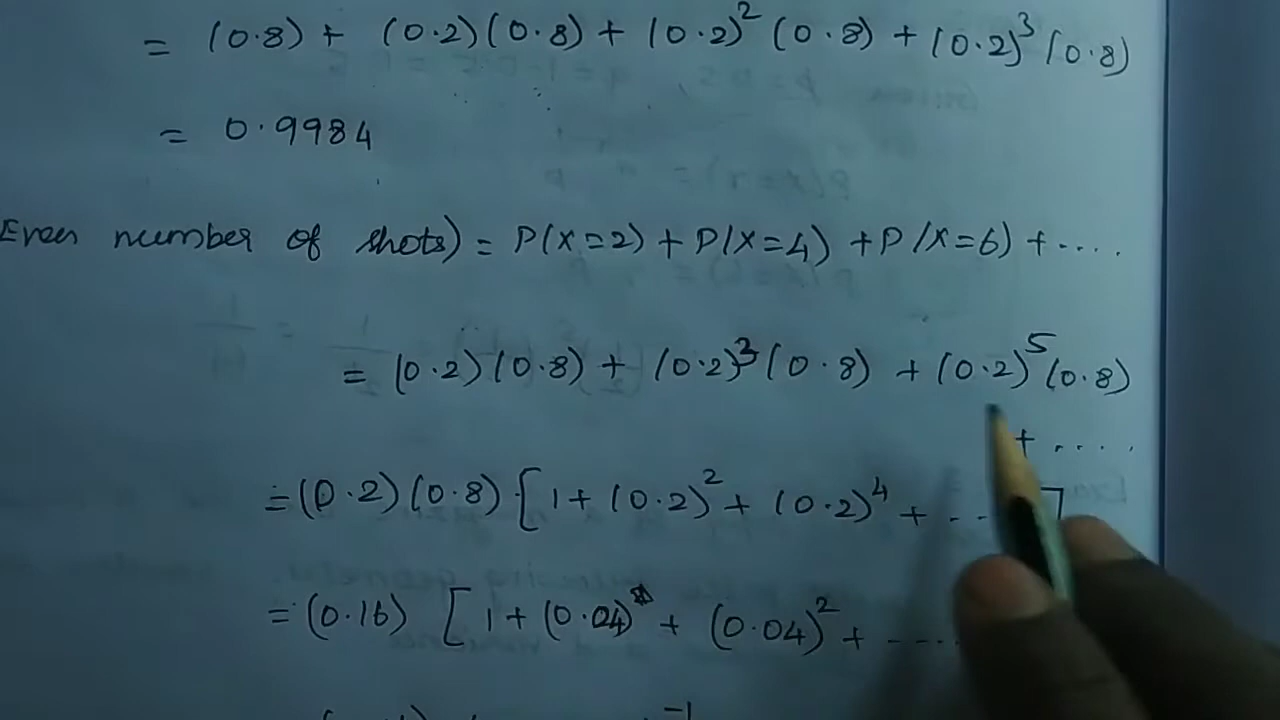 = (0.8) + (0.2)(0.8) + (0.2)² (0.8) + (0.2)³ (0.8)
= 0.9984
Even number of shots) = P(X=2) + P(X=4) + P(X=6) + ....
= (0.2)(0.8) + (0.2)³ (0.8) + (0.2)⁵ (0.8)
+ ....
= (0.2)(0.8) [1 + (0.2)² + (0.2)⁴ + ...]
= (0.16) [1 + (0.04) + (0.04)² + ....
-1